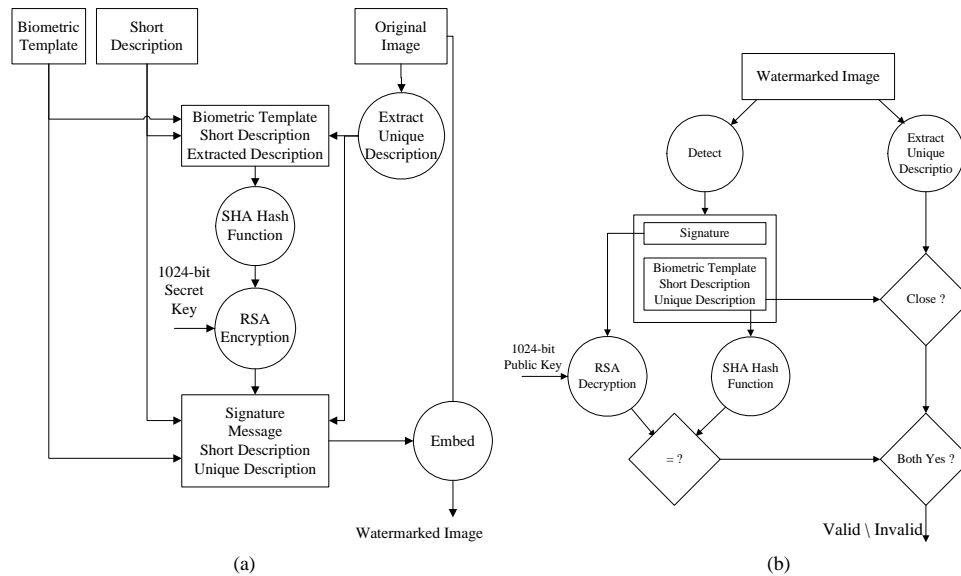 Biometric
Template
Short
Description
Original
Image
Biometric Template
Short Description
Extracted Description
Extract
Unique
Description
SHA Hash
Function
1024-bit
Secret
Key
RSA
Encryption
Signature
Message
Short Description
Unique Description
Embed
Watermarked Image
(a)
Watermarked Image
Detect
Extract
Unique
Descriptio
Signature
Biometric Template
Short Description
Unique Description
Close ?
1024-bit
Public Key
RSA
Decryption
SHA Hash
Function
= ?
Both Yes ?
Valid \ Invalid
(b)